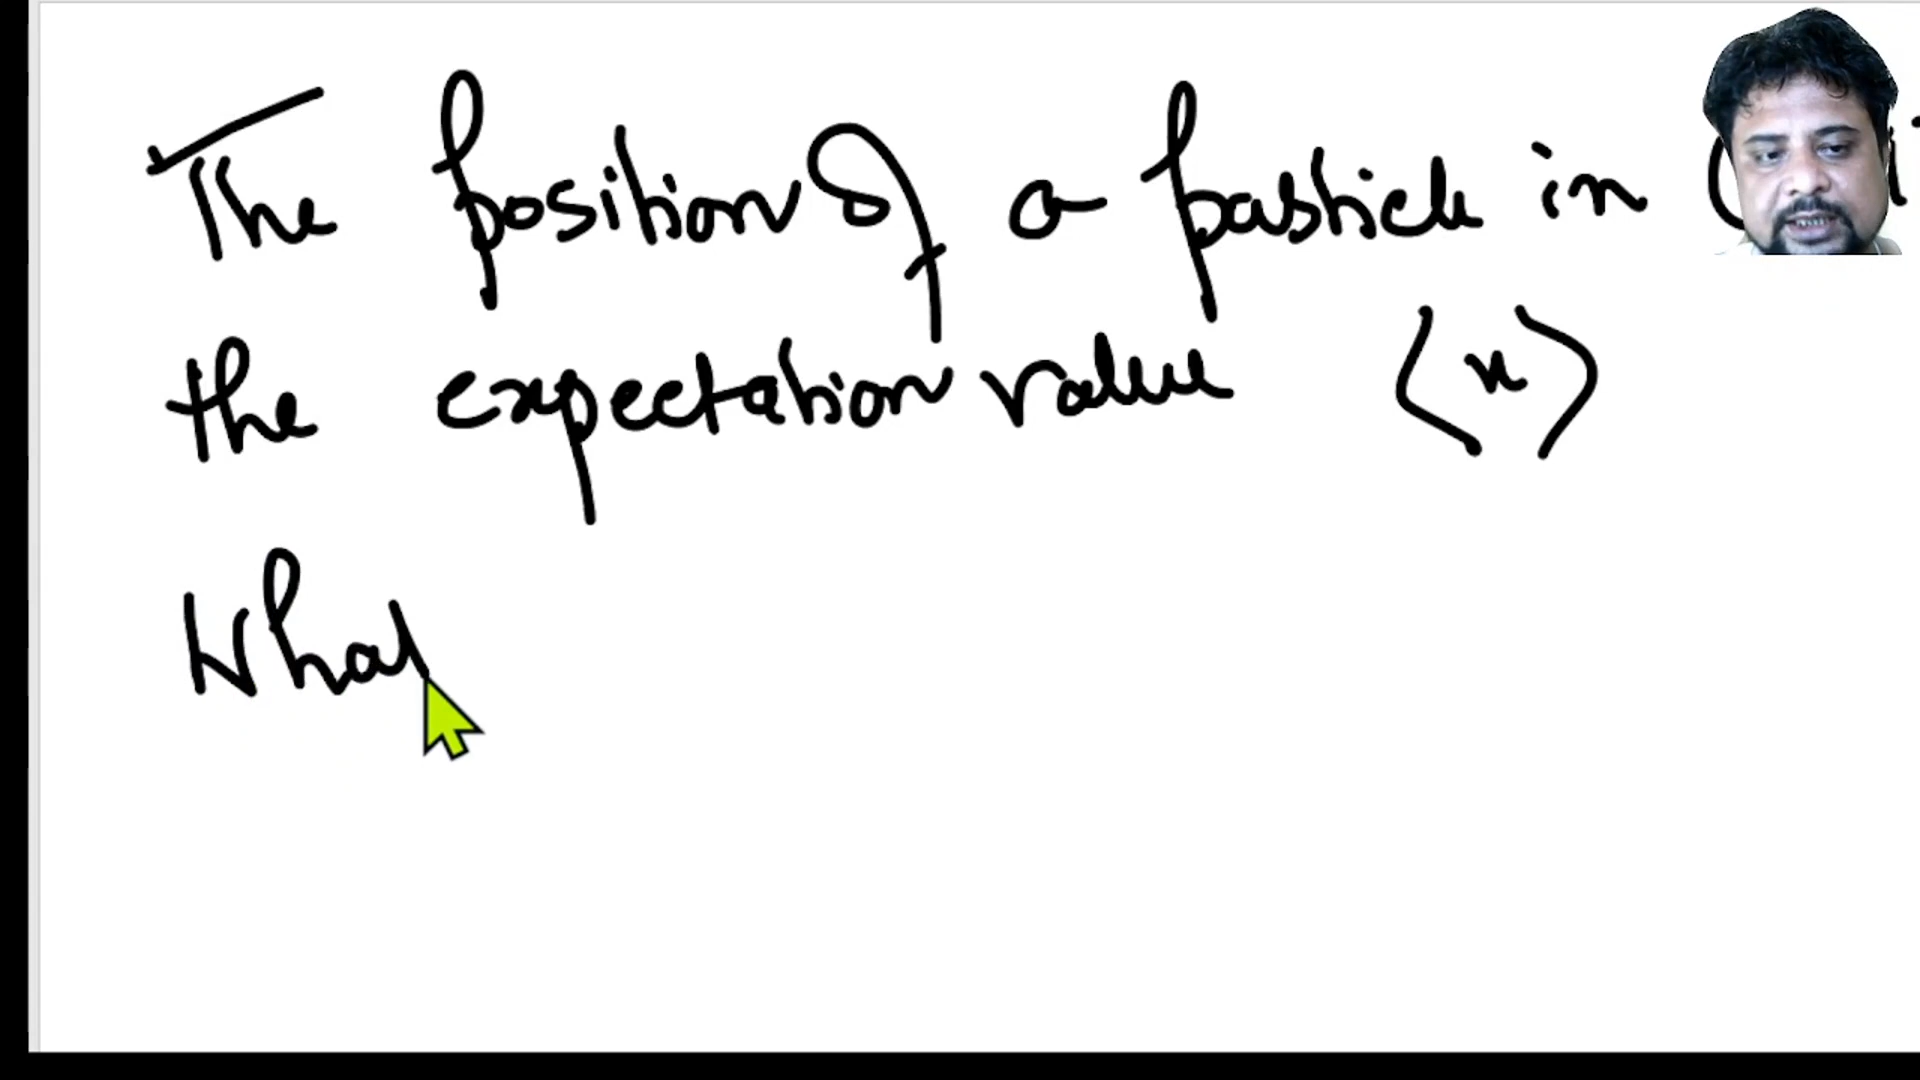 The position of a particle in
the expectation value ⟨x⟩
What